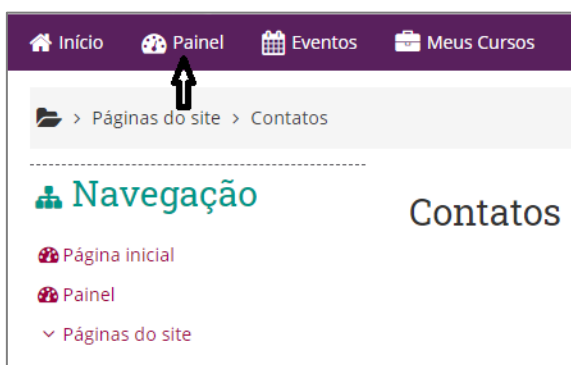 Início Painel Eventos Meus Cursos
> Páginas do site > Contatos
Navegação
Contatos
Página inicial
Painel
Páginas do site